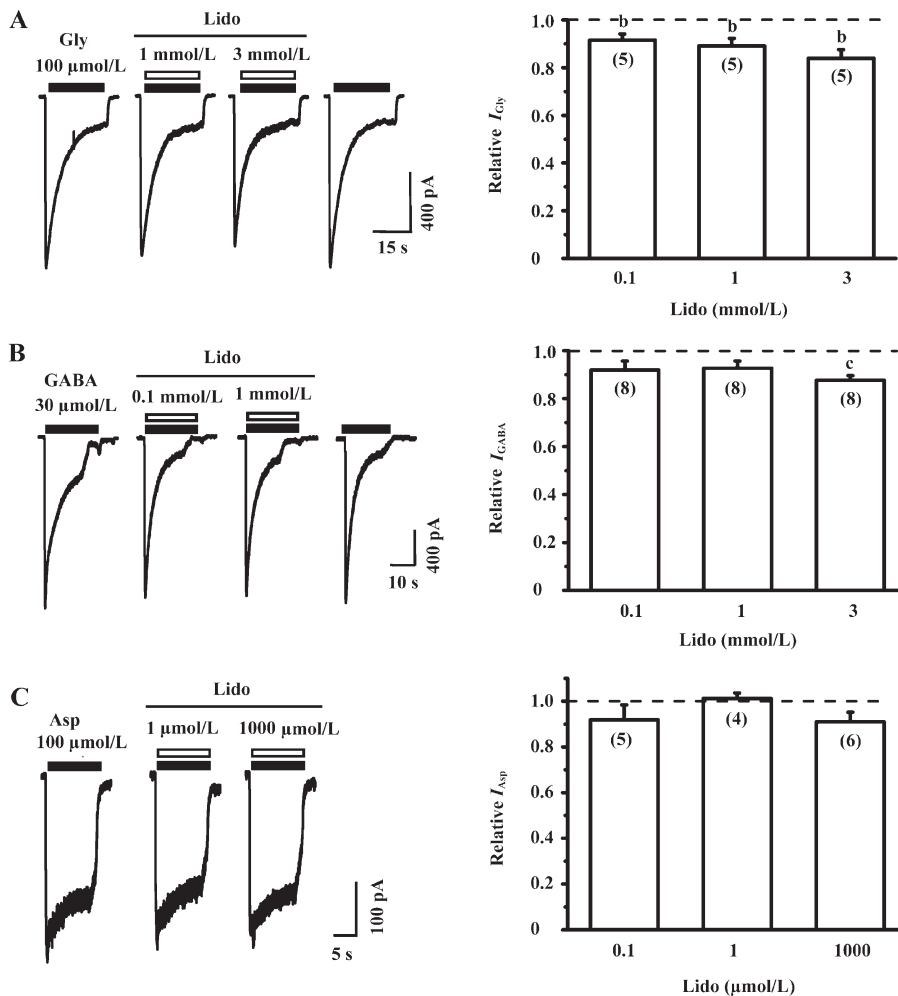 A
Lido
Gly
100 µmol/L
1 mmol/L
3 mmol/L
400 pA
15 s
Relative IGly
1.0
0.8
0.6
0.4
0.2
0
b
b
b
(5)
(5)
(5)
0.1
1
3
Lido (mmol/L)
B
Lido
GABA
30 µmol/L
0.1 mmol/L
1 mmol/L
400 pA
10 s
Relative IGABA
1.0
0.8
0.6
0.4
0.2
0
c
(8)
(8)
(8)
0.1
1
3
Lido (mmol/L)
C
Lido
Asp
100 µmol/L
1 µmol/L
1000 µmol/L
100 pA
5 s
Relative IAsp
1.0
0.8
0.6
0.4
0.2
0
(5)
(4)
(6)
0.1
1
1000
Lido (µmol/L)